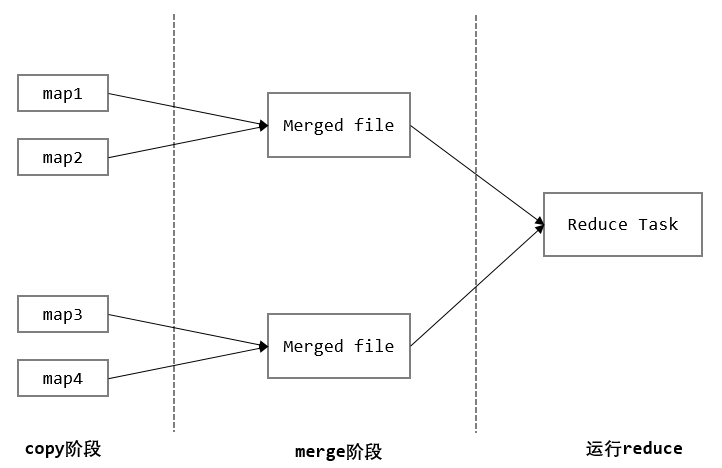 map1
map2
Merged file
Reduce Task
map3
map4
Merged file
copy阶段
merge阶段
运行reduce